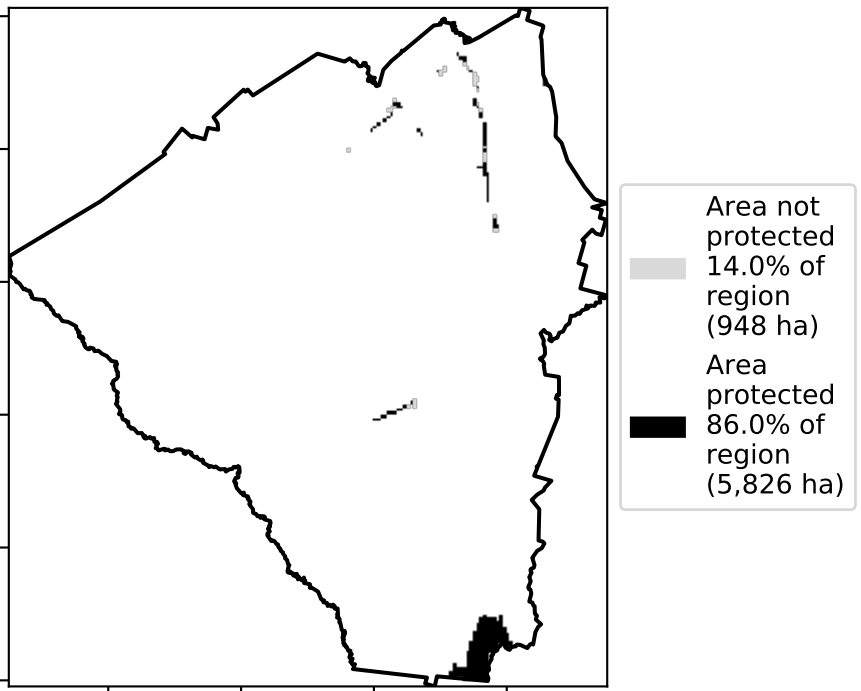 Area not
protected
14.0% of
region
(948 ha)
Area
protected
86.0% of
region
(5,826 ha)